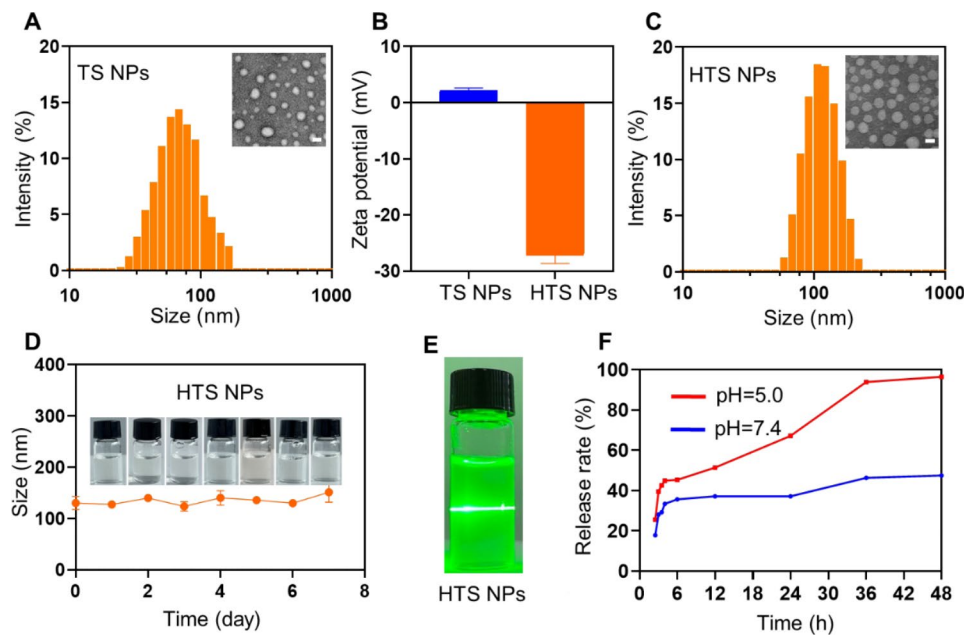 A
20
15
10
5
0
Intensity (%)
TS NPs
10
100
1000
Size (nm)
B
20
10
0
-10
-20
-30
Zeta potential (mV)
TS NPs
HTS NPs
C
20
15
10
5
0
Intensity (%)
HTS NPs
10
100
1000
Size (nm)
D
400
300
200
100
0
Size (nm)
HTS NPs
0
2
4
6
8
Time (day)
E
HTS NPs
F
100
80
60
40
20
0
Release rate (%)
pH=5.0
pH=7.4
0
6
12
18
24
30
36
42
48
Time (h)